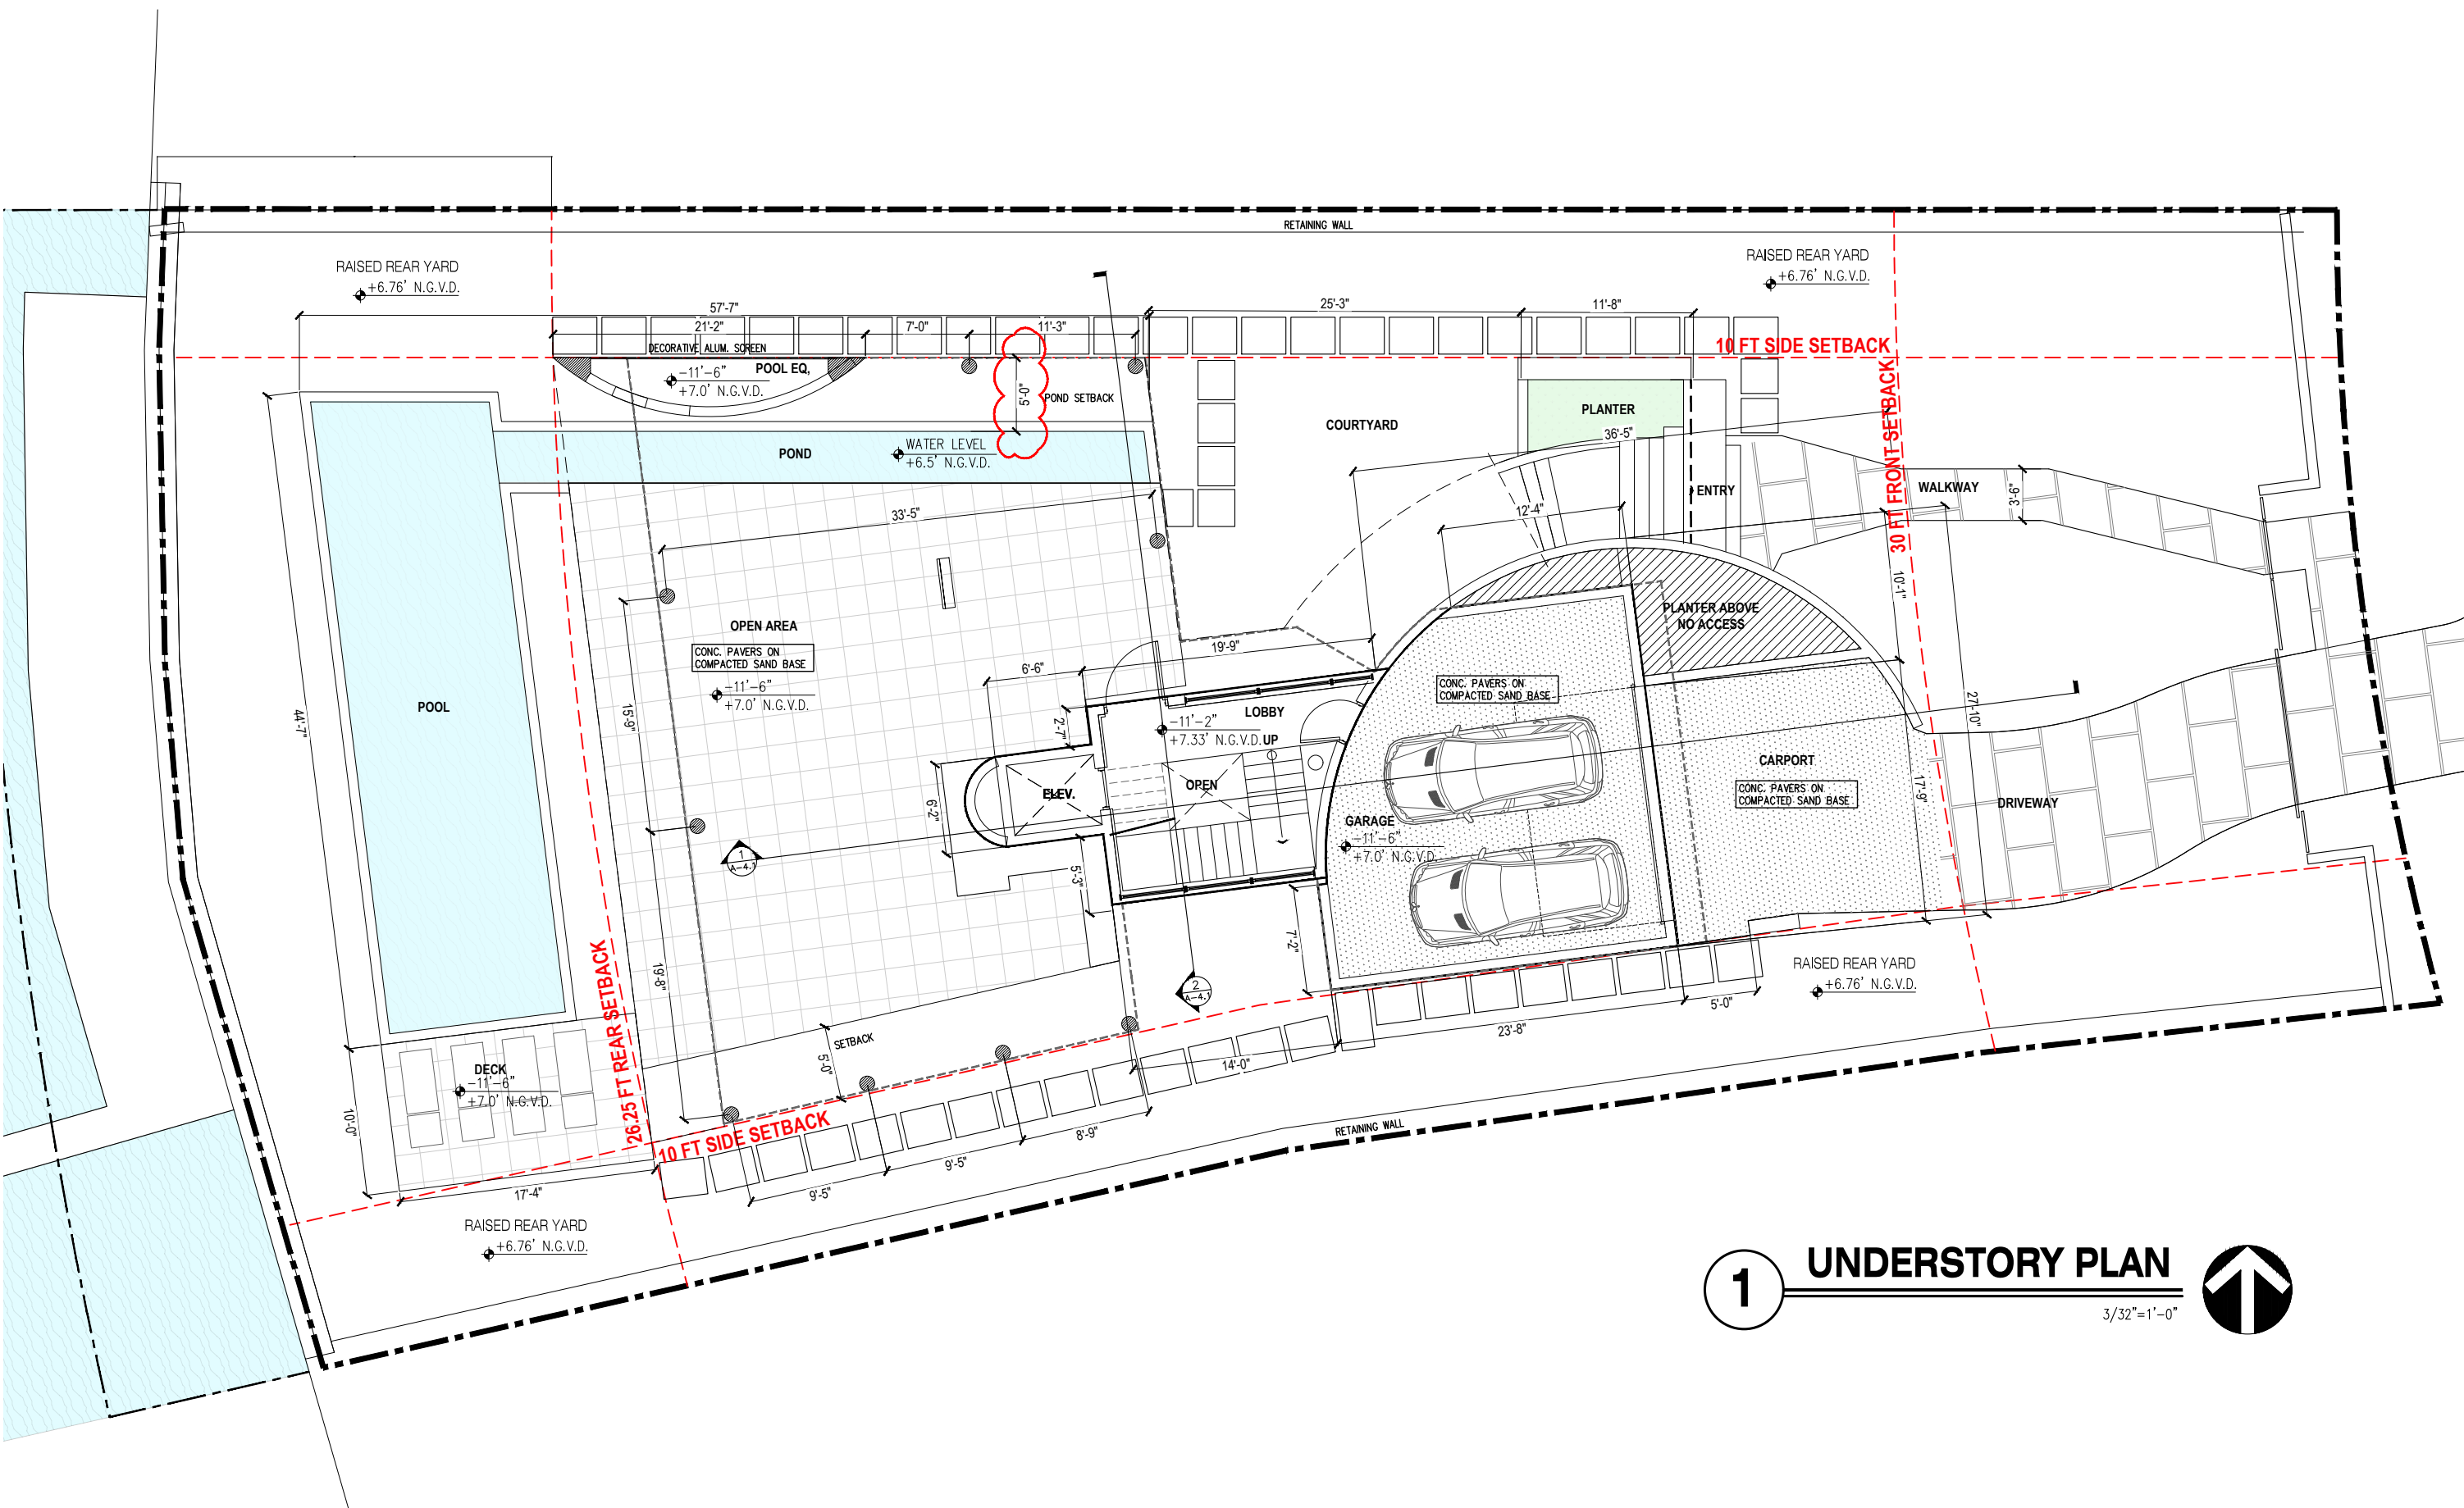 RETAINING WALL
RAISED REAR YARD
+6.76' N.G.V.D.
RAISED REAR YARD
+6.76' N.G.V.D.
57'-7"
25'-3"
11'-8"
21'-2"
7'-0"
11'-3"
DECORATIVE ALUM. SCREEN
10 FT SIDE SETBACK
POOL EQ,
-11'-6"
+7.0' N.G.V.D.
5'-0"
POND SETBACK
PLANTER
COURTYARD
36'-5"
30 FT FRONT SETBACK
WATER LEVEL
+6.5' N.G.V.D.
POND
ENTRY
WALKWAY
3'-6"
33'-5"
12'-4"
10'-1"
PLANTER ABOVE
NO ACCESS
OPEN AREA
CONC. PAVERS ON
COMPACTED SAND BASE
-11'-6"
+7.0' N.G.V.D.
19'-9"
6'-6"
CONC. PAVERS ON
COMPACTED SAND BASE
POOL
44'-7"
15'-9"
2'-7"
LOBBY
-11'-2"
+7.33' N.G.V.D.
UP
27'-10"
CARPORT
CONC. PAVERS ON
COMPACTED SAND BASE
17'-9"
DRIVEWAY
ELEV.
OPEN
6'-2"
GARAGE
-11'-6"
+7.0' N.G.V.D.
1
A-4.1
5'-3"
7'-2"
19'-8"
2
A-4.1
RAISED REAR YARD
+6.76' N.G.V.D.
5'-0"
23'-8"
14'-0"
SETBACK
5'-0"
26.25 FT REAR SETBACK
DECK
-11'-6"
+7.0' N.G.V.D.
10'-0"
10 FT SIDE SETBACK
8'-9"
9'-5"
9'-5"
17'-4"
RETAINING WALL
RAISED REAR YARD
+6.76' N.G.V.D.
1
UNDERSTORY PLAN
3/32"=1'-0"